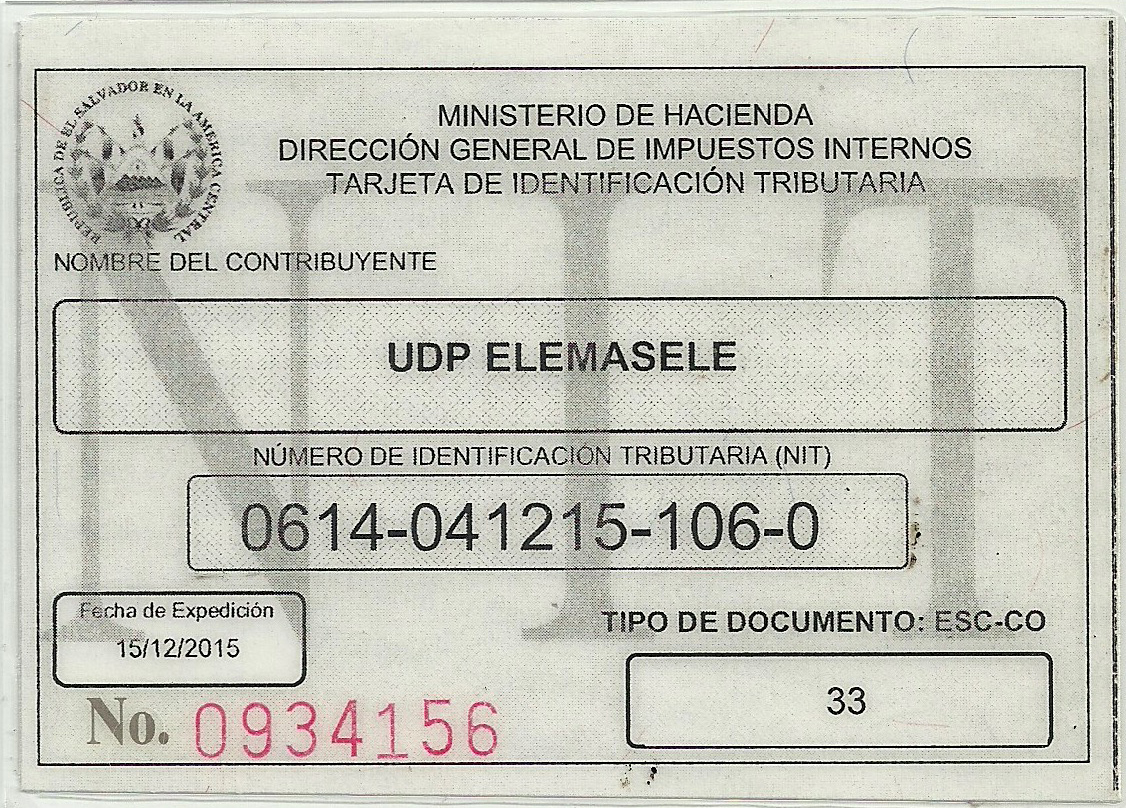 REPUBLICA DE EL SALVADOR EN LA AMERICA CENTRAL
MINISTERIO DE HACIENDA
DIRECCIÓN GENERAL DE IMPUESTOS INTERNOS
TARJETA DE IDENTIFICACIÓN TRIBUTARIA
NIT
NOMBRE DEL CONTRIBUYENTE
UDP ELEMASELE
NÚMERO DE IDENTIFICACIÓN TRIBUTARIA (NIT)
0614-041215-106-0
Fecha de Expedición
15/12/2015
TIPO DE DOCUMENTO: ESC-CO
33
No. 0934156